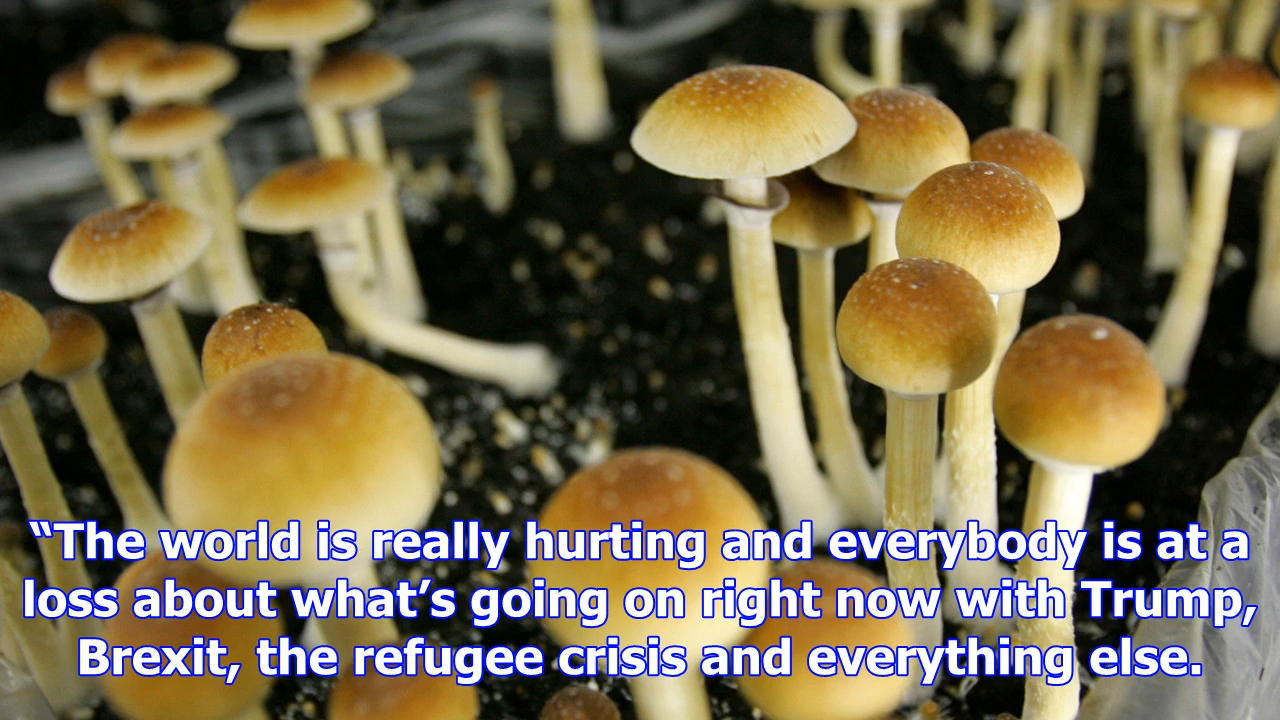 “The world is really hurting and everybody is at a
loss about what’s going on right now with Trump,
Brexit, the refugee crisis and everything else.